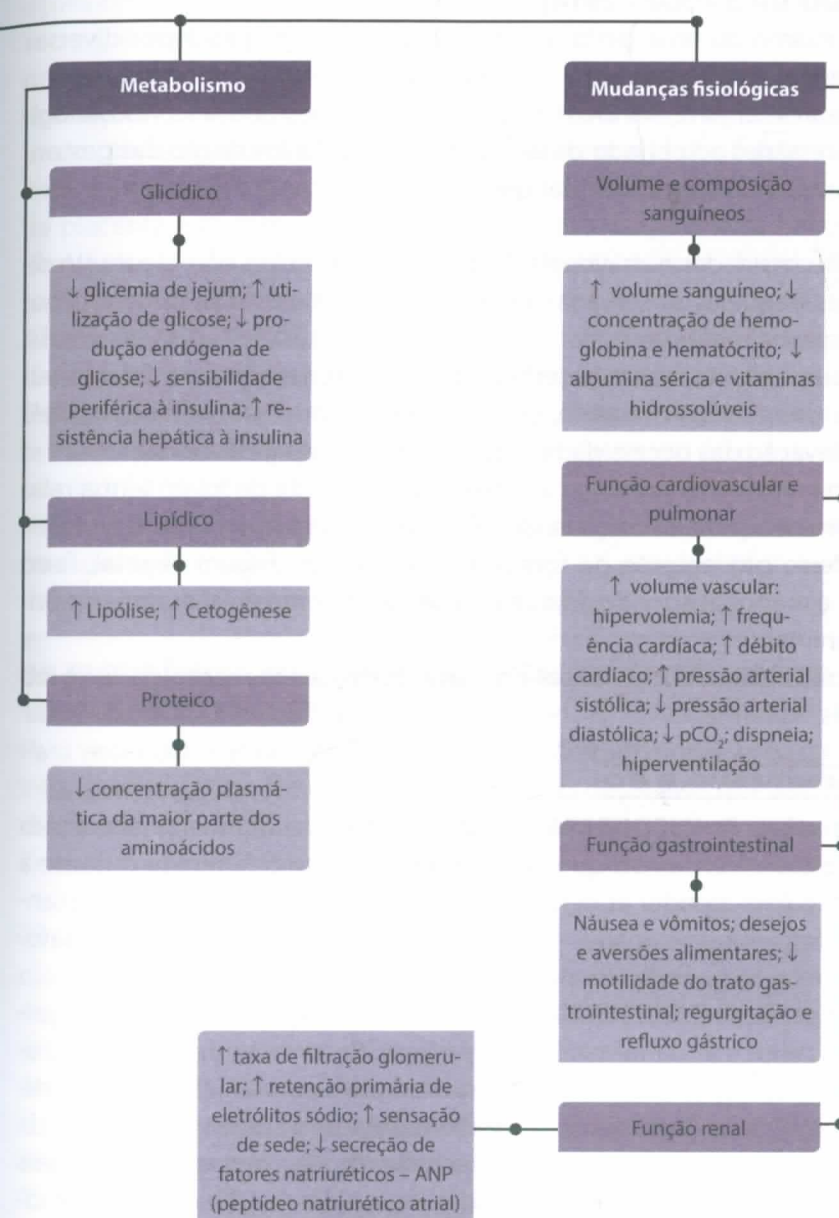 Metabolismo
Glicídico
↓ glicemia de jejum; ↑ uti-
lização de glicose; ↓ pro-
dução endógena de
glicose; ↓ sensibilidade
periférica à insulina; ↑ re-
sistência hepática à insulina
Lipídico
↑ Lipólise; ↑ Cetogênese
Proteico
↓ concentração plasmá-
tica da maior parte dos
aminoácidos
Mudanças fisiológicas
Volume e composição
sanguíneos
↑ volume sanguíneo; ↓
concentração de hemo-
globina e hematócrito; ↓
albumina sérica e vitaminas
hidrossolúveis
Função cardiovascular e
pulmonar
↑ volume vascular:
hipervolemia; ↑ frequ-
ência cardíaca; ↑ débito
cardíaco; ↑ pressão arterial
sistólica; ↓ pressão arterial
diastólica; ↓ pCO₂; dispneia;
hiperventilação
Função gastrointestinal
Náusea e vômitos; desejos
e aversões alimentares; ↓
motilidade do trato gas-
trointestinal; regurgitação e
refluxo gástrico
Função renal
↑ taxa de filtração glomeru-
lar; ↑ retenção primária de
eletrólitos sódio; ↑ sensação
de sede; ↓ secreção de
fatores natriuréticos – ANP
(peptídeo natriurético atrial)